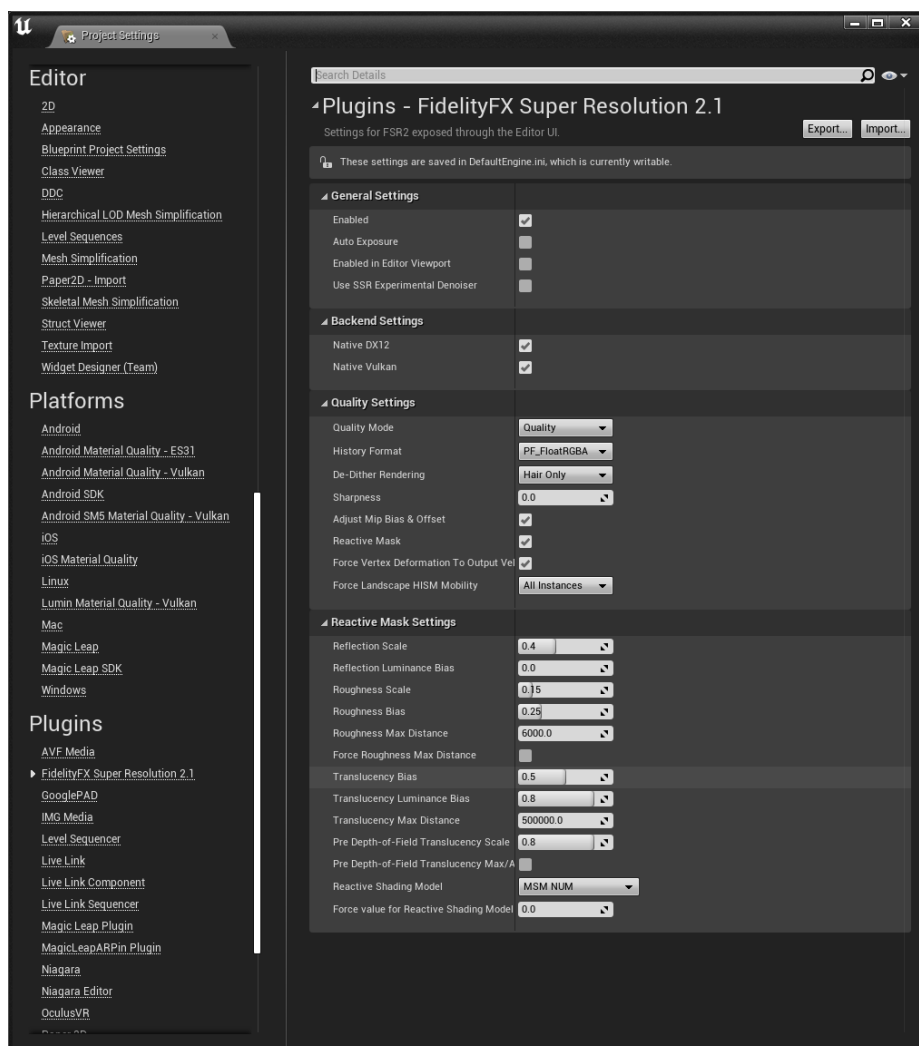 Project Settings
Editor
2D
Appearance
Blueprint Project Settings
Class Viewer
DDC
Hierarchical LOD Mesh Simplification
Level Sequences
Mesh Simplification
Paper2D - Import
Skeletal Mesh Simplification
Struct Viewer
Texture Import
Widget Designer (Team)
Platforms
Android
Android Material Quality - ES31
Android Material Quality - Vulkan
Android SDK
Android SM5 Material Quality - Vulkan
iOS
iOS Material Quality
Linux
Lumin Material Quality - Vulkan
Mac
Magic Leap
Magic Leap SDK
Windows
Plugins
AVF Media
FidelityFX Super Resolution 2.1
GooglePAD
IMG Media
Level Sequencer
Live Link
Live Link Component
Live Link Sequencer
Magic Leap Plugin
MagicLeapARPin Plugin
Niagara
Niagara Editor
OculusVR
Search Details
Plugins - FidelityFX Super Resolution 2.1
Settings for FSR2 exposed through the Editor UI.
Export... Import...
These settings are saved in DefaultEngine.ini, which is currently writable.
General Settings
Enabled
Auto Exposure
Enabled in Editor Viewport
Use SSR Experimental Denoiser
Backend Settings
Native DX12
Native Vulkan
Quality Settings
Quality Mode Quality
History Format PF_FloatRGBA
De-Dither Rendering Hair Only
Sharpness 0.0
Adjust Mip Bias & Offset
Reactive Mask
Force Vertex Deformation To Output Vel
Force Landscape HISM Mobility All Instances
Reactive Mask Settings
Reflection Scale 0.4
Reflection Luminance Bias 0.0
Roughness Scale 0.15
Roughness Bias 0.25
Roughness Max Distance 6000.0
Force Roughness Max Distance
Translucency Bias 0.5
Translucency Luminance Bias 0.8
Translucency Max Distance 500000.0
Pre Depth-of-Field Translucency Scale 0.8
Pre Depth-of-Field Translucency Max/A
Reactive Shading Model MSM NUM
Force value for Reactive Shading Model 0.0